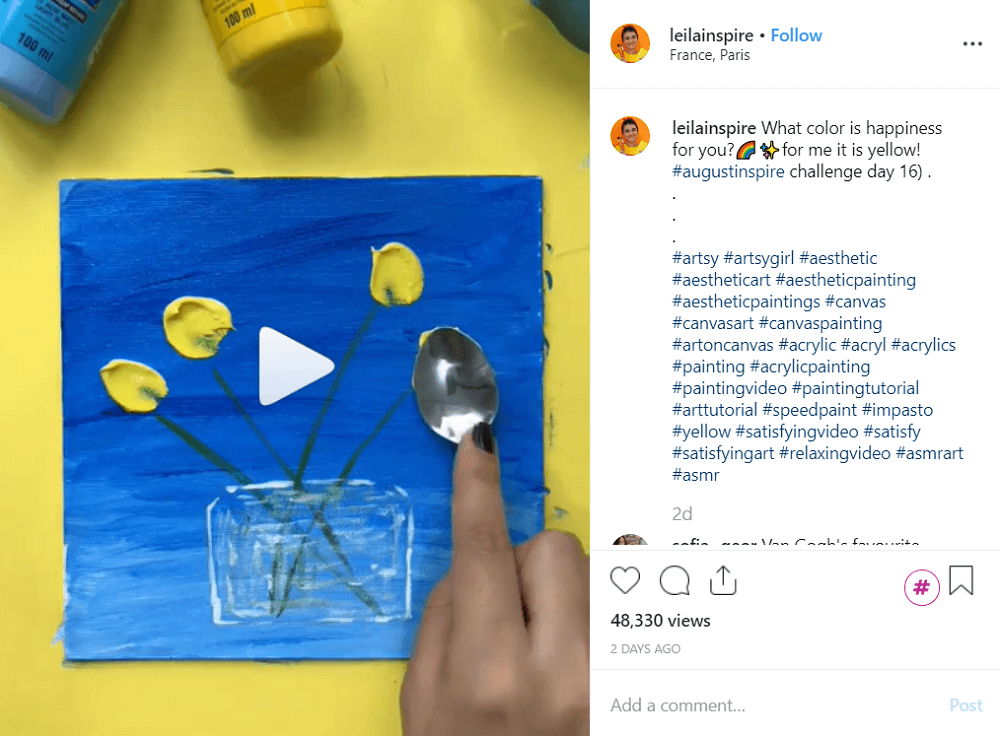 LIGHT BLUE
100 ml
100 ml
leilainspire • Follow
France, Paris
leilainspire What color is happiness
for you?🌈✨for me it is yellow!
#augustinspire challenge day 16) .
.
.
.
#artsy #artsygirl #aesthetic
#aestheticart #aestheticpainting
#aestheticpaintings #canvas
#canvasart #canvaspainting
#artoncanvas #acrylic #acryl #acrylics
#painting #acrylicpainting
#paintingvideo #paintingtutorial
#arttutorial #speedpaint #impasto
#yellow #satisfyingvideo #satisfy
#satisfyingart #relaxingvideo #asmrart
#asmr
2d
Van Gogh's favourite
#
48,330 views
2 DAYS AGO
Add a comment...
Post